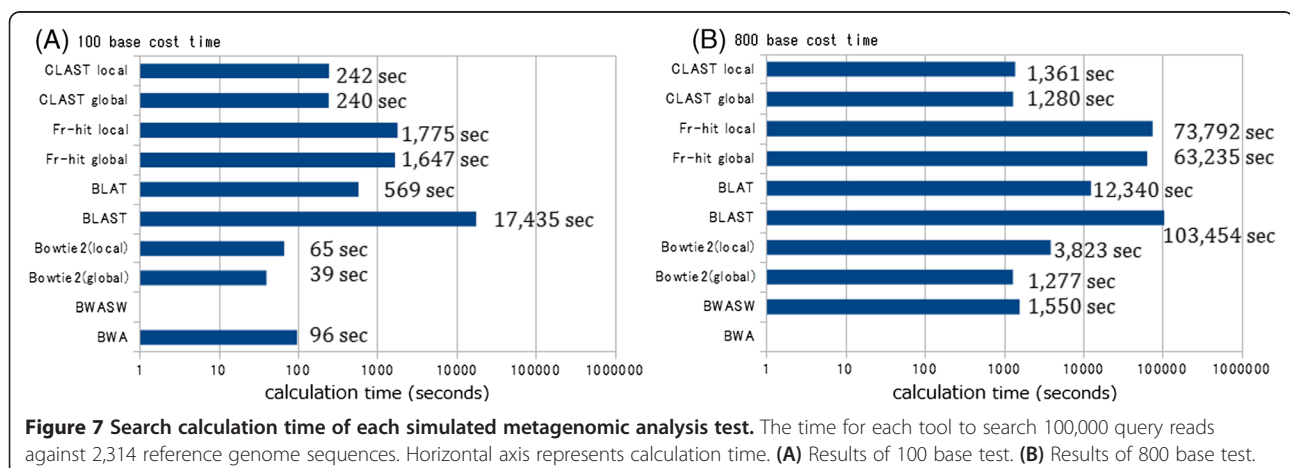 (A) 100 base cost time
CLAST local
242 sec
CLAST global
240 sec
Fr-hit local
1,775 sec
Fr-hit global
1,647 sec
BLAT
569 sec
BLAST
17,435 sec
Bowtie2(local)
65 sec
Bowtie2(global)
39 sec
BWASW
BWA
96 sec
1 10 100 1000 10000 100000 1000000
calculation time (seconds)
(B) 800 base cost time
CLAST local
1,361 sec
CLAST global
1,280 sec
Fr-hit local
73,792 sec
Fr-hit global
63,235 sec
BLAT
12,340 sec
BLAST
103,454 sec
Bowtie2(local)
3,823 sec
Bowtie2(global)
1,277 sec
BWASW
1,550 sec
BWA
1 10 100 1000 10000 100000 1000000
calculation time (seconds)
Figure 7 Search calculation time of each simulated metagenomic analysis test. The time for each tool to search 100,000 query reads
against 2,314 reference genome sequences. Horizontal axis represents calculation time. (A) Results of 100 base test. (B) Results of 800 base test.